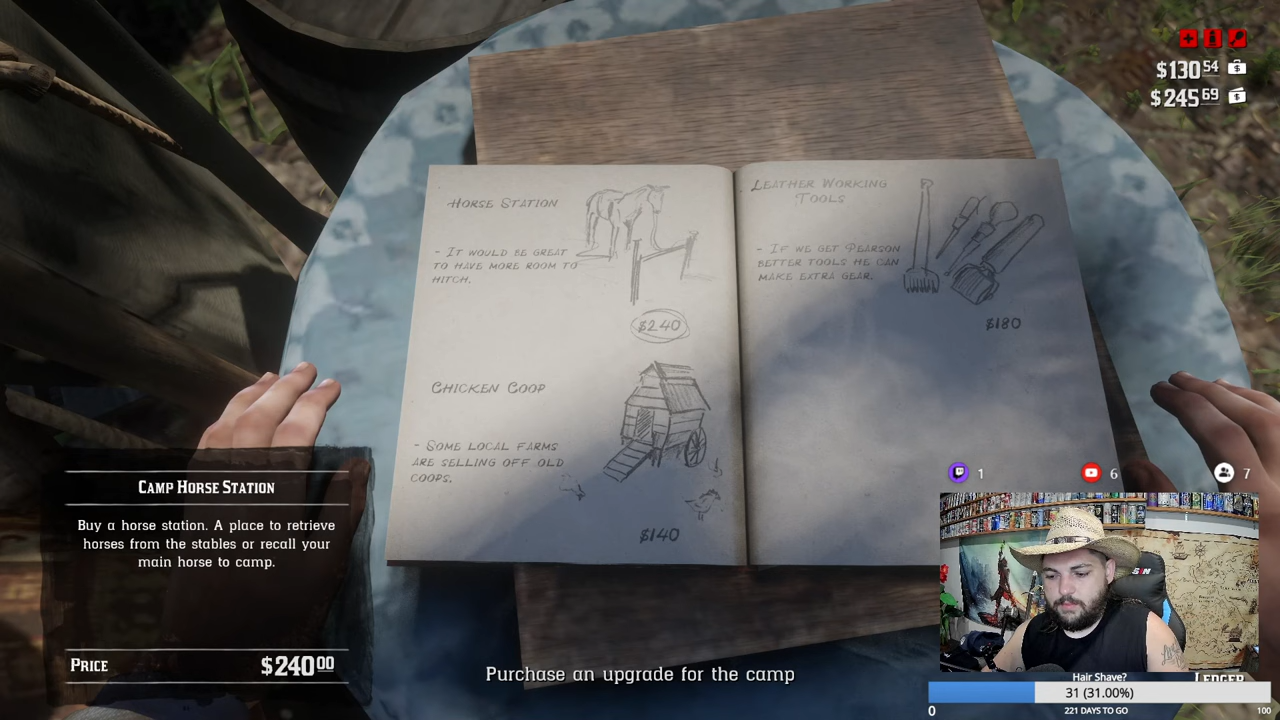 $130 54
$245 69
HORSE STATION
- IT WOULD BE GREAT
TO HAVE MORE ROOM TO
HITCH.
$240
CHICKEN COOP
- SOME LOCAL FARMS
ARE SELLING OFF OLD
COOPS.
$140
LEATHER WORKING
TOOLS
- IF WE GET PEARSON
BETTER TOOLS HE CAN
MAKE EXTRA GEAR.
$180
CAMP HORSE STATION
Buy a horse station. A place to retrieve
horses from the stables or recall your
main horse to camp.
PRICE $240 00
Purchase an upgrade for the camp
1 6 7
Hair Shave?
LEDGER
31 (31.00%)
0 221 DAYS TO GO 100